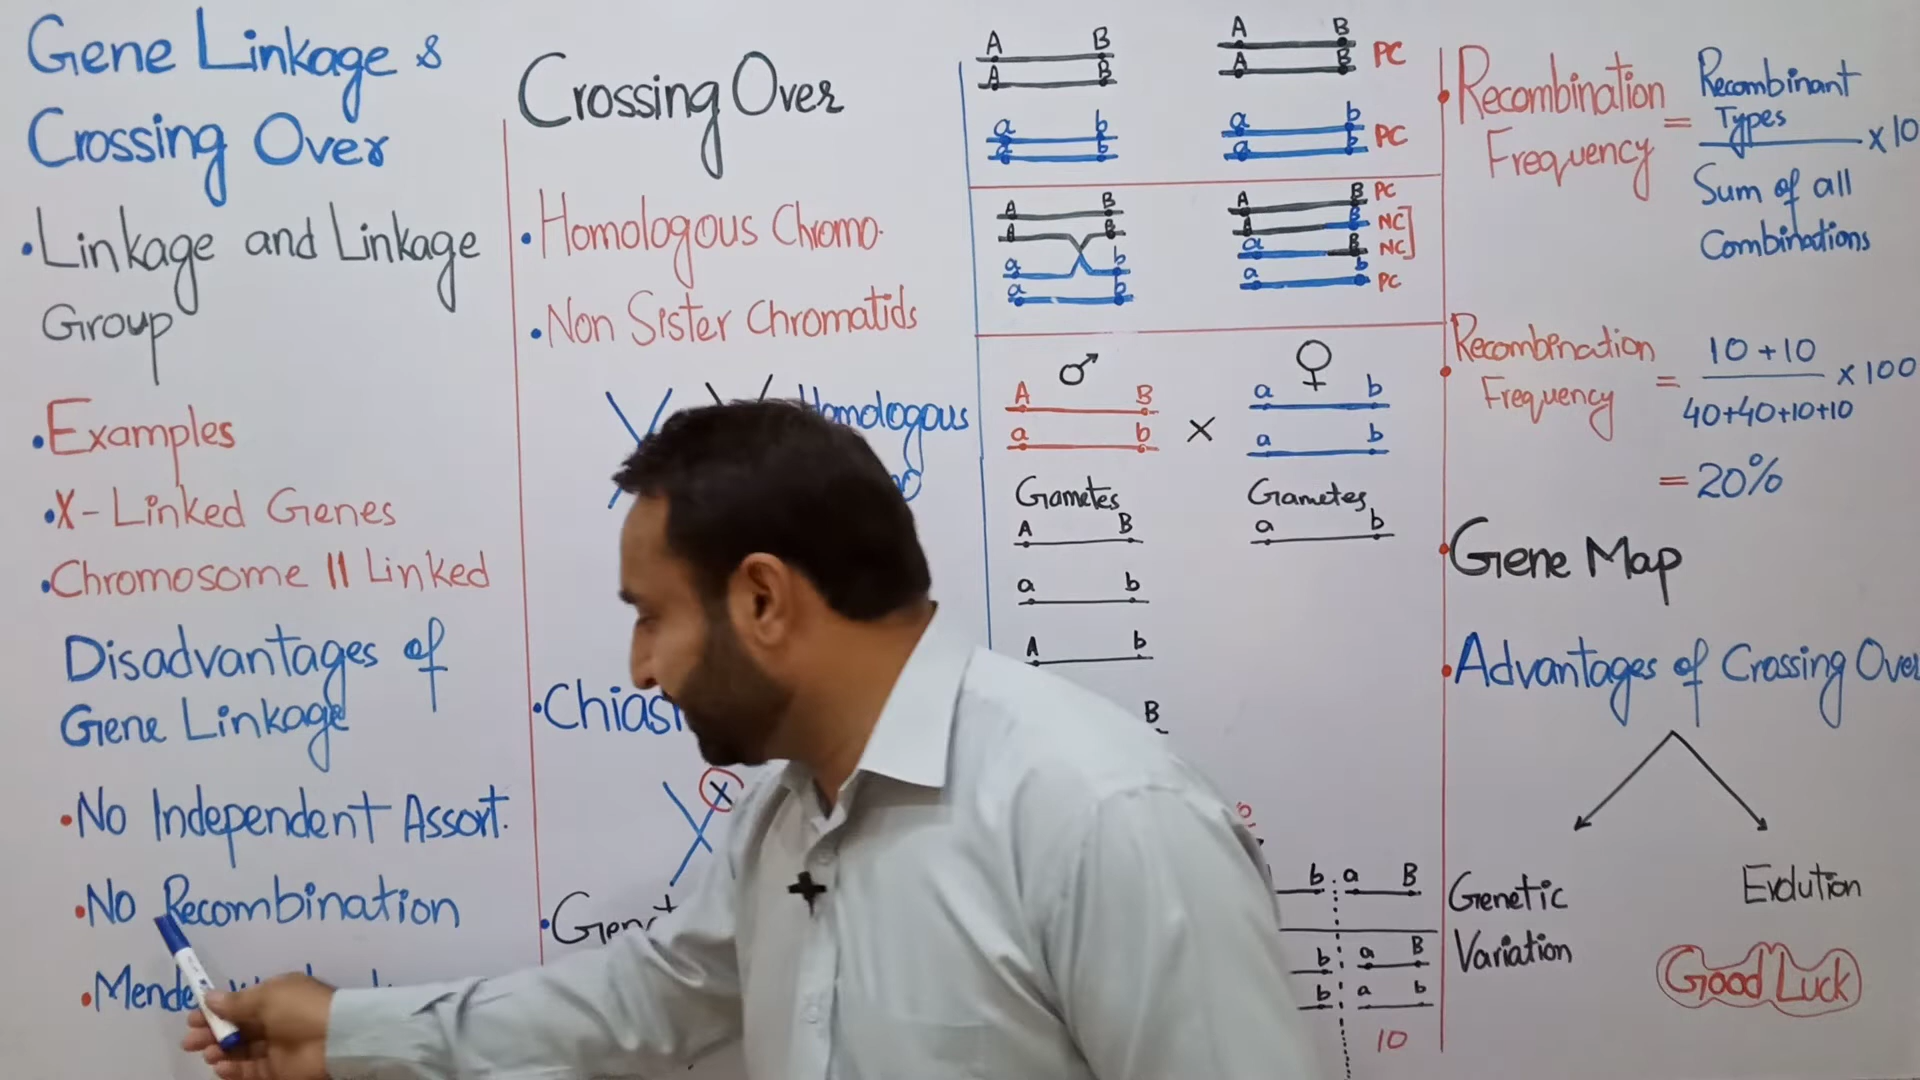 Gene Linkage &
Crossing Over
• Linkage and Linkage
Group
• Examples
• X-Linked Genes
• Chromosome 11 Linked
Disadvantages of
Gene Linkage
• No Independent Assort.
• No Recombination
Crossing Over
• Homologous Chromo.
• Non Sister Chromatids
Homologous
x
A B
A B
a b
a b
A B
A B PC
a b
a b PC
A B
A B
a b
a b
A B PC
A B NC
a B NC
a b PC
♂ ♀
A B
a b
×
a b
a b
Gametes
A B
a b
A b
B
Gametes
a b
b a B
b a B
b a b
10
• Recombination
Frequency
= Recombinant
Types
Sum of all
Combinations
x 10
• Recombination
Frequency
= 10 + 10
40+40+10+10
x 100
= 20%
• Gene Map
• Advantages of Crossing Over
Genetic
Variation
Evolution
Good Luck